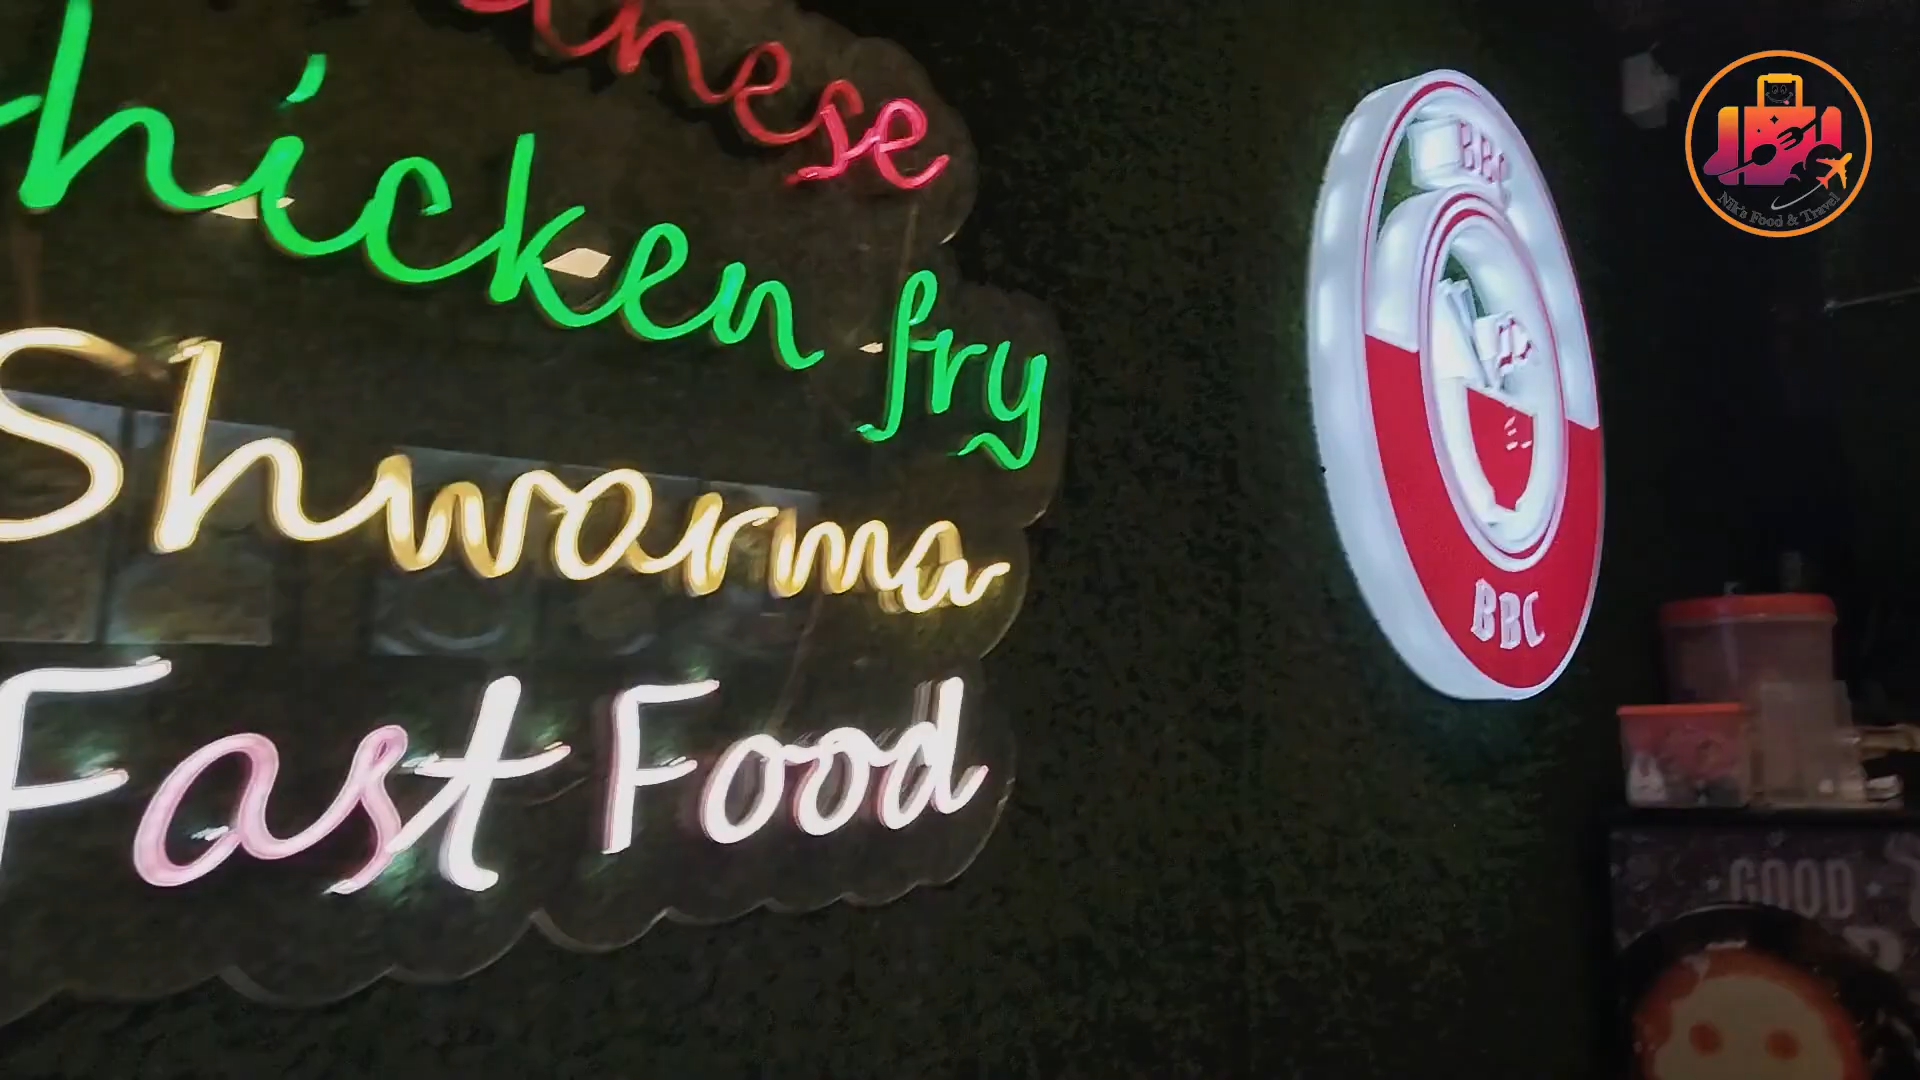 Chicken fry
Shwarma
Fast Food
BBC
BBC
Nik's Food & Travel
GOOD